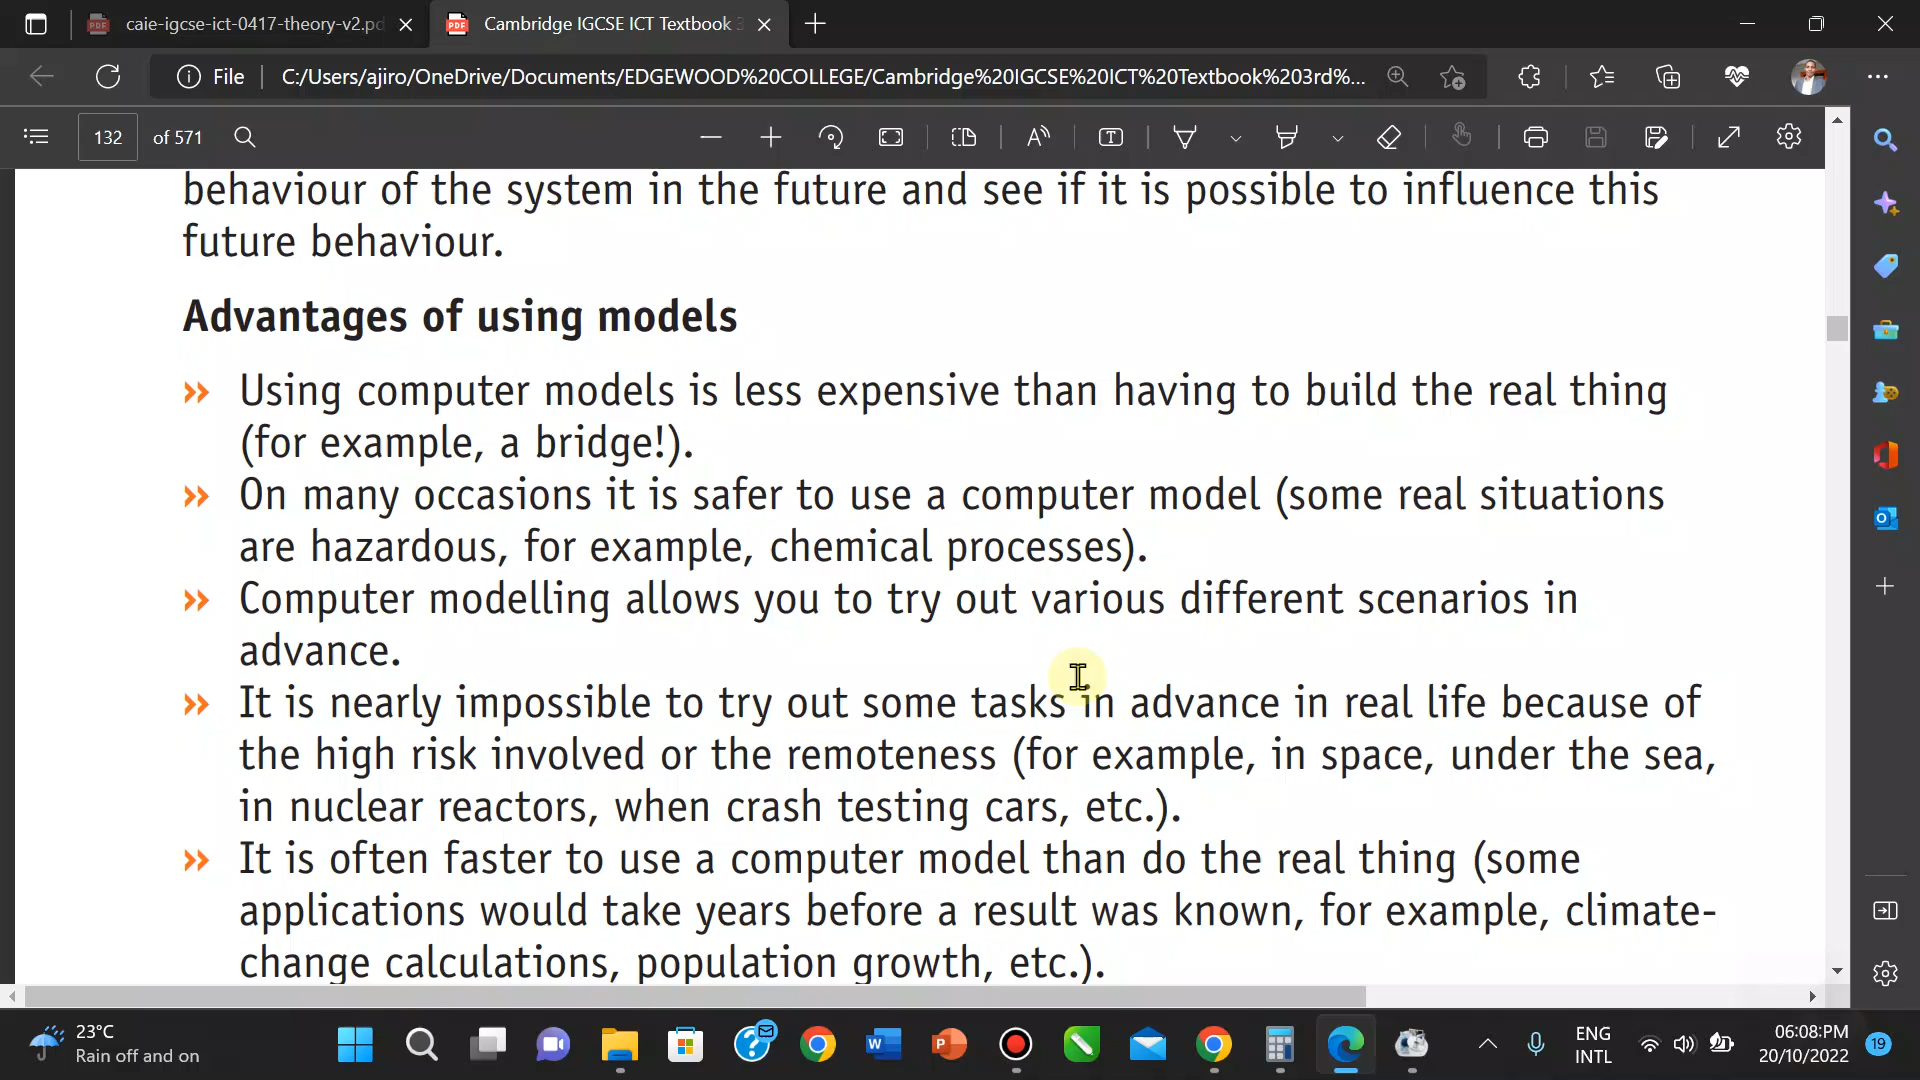 caie-igcse-ict-0417-theory-v2.pd
Cambridge IGCSE ICT Textbook 3
File
C:/Users/ajiro/OneDrive/Documents/EDGEWOOD%20COLLEGE/Cambridge%20IGCSE%20ICT%20Textbook%203rd%...
132 of 571
behaviour of the system in the future and see if it is possible to influence this
future behaviour.
Advantages of using models
» Using computer models is less expensive than having to build the real thing
(for example, a bridge!).
» On many occasions it is safer to use a computer model (some real situations
are hazardous, for example, chemical processes).
» Computer modelling allows you to try out various different scenarios in
advance.
» It is nearly impossible to try out some tasks in advance in real life because of
the high risk involved or the remoteness (for example, in space, under the sea,
in nuclear reactors, when crash testing cars, etc.).
» It is often faster to use a computer model than do the real thing (some
applications would take years before a result was known, for example, climate-
change calculations, population growth, etc.).
23°C
Rain off and on
ENG
INTL
06:08:PM
20/10/2022
19